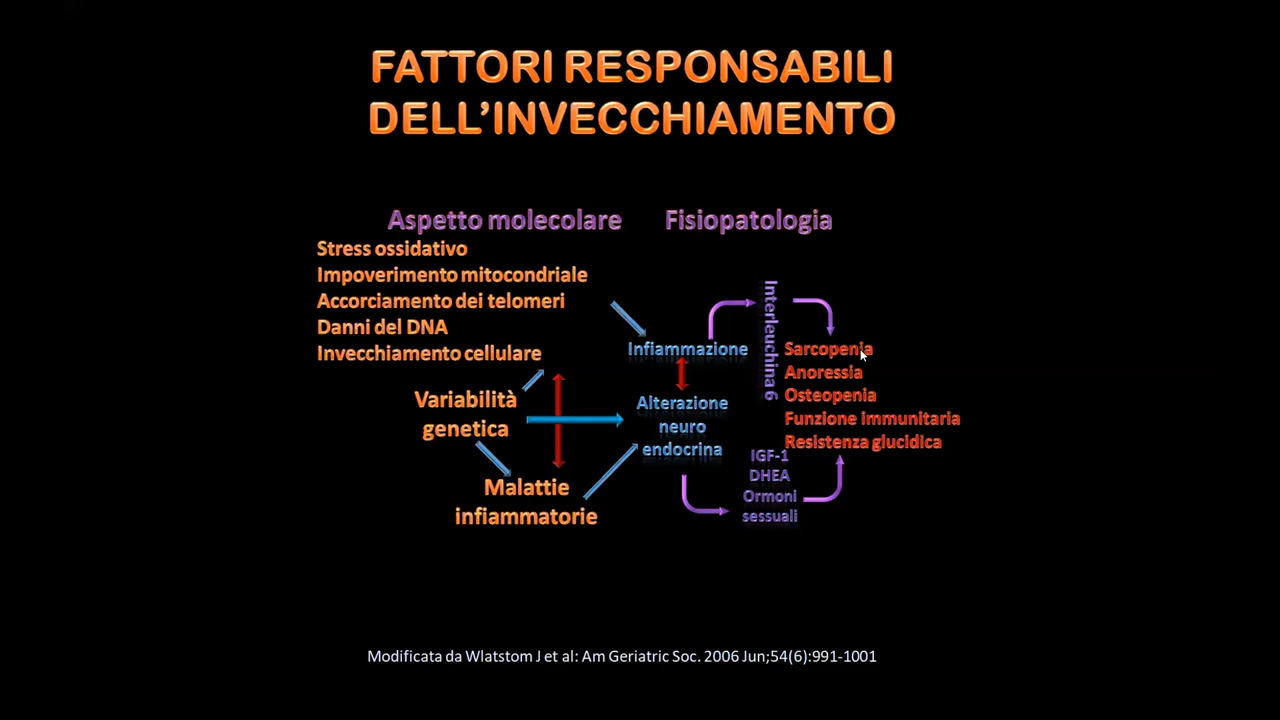 FATTORI RESPONSABILI
DELL’INVECCHIAMENTO
Aspetto molecolare
Stress ossidativo
Impoverimento mitocondriale
Accorciamento dei telomeri
Danni del DNA
Invecchiamento cellulare
Variabilità
genetica
Malattie
infiammatorie
Fisiopatologia
Infiammazione
Alterazione
neuro
endocrina
Interleuchina 6
IGF-1
DHEA
Ormoni
sessuali
Sarcopenia
Anoressia
Osteopenia
Funzione immunitaria
Resistenza glucidica
Modificata da Wlatstom J et al: Am Geriatric Soc. 2006 Jun;54(6):991-1001